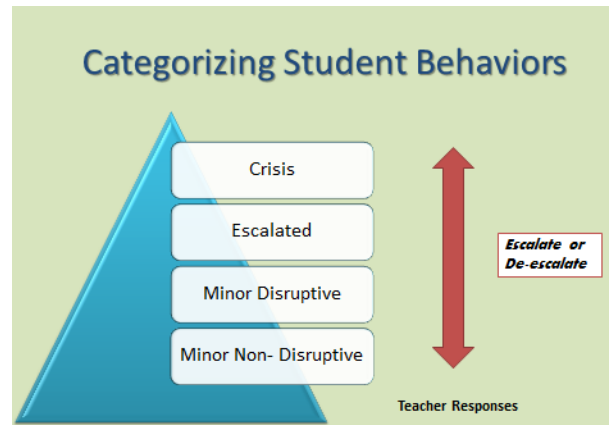 Categorizing Student Behaviors
Crisis
Escalated
Minor Disruptive
Minor Non- Disruptive
Escalate or
De-escalate
Teacher Responses